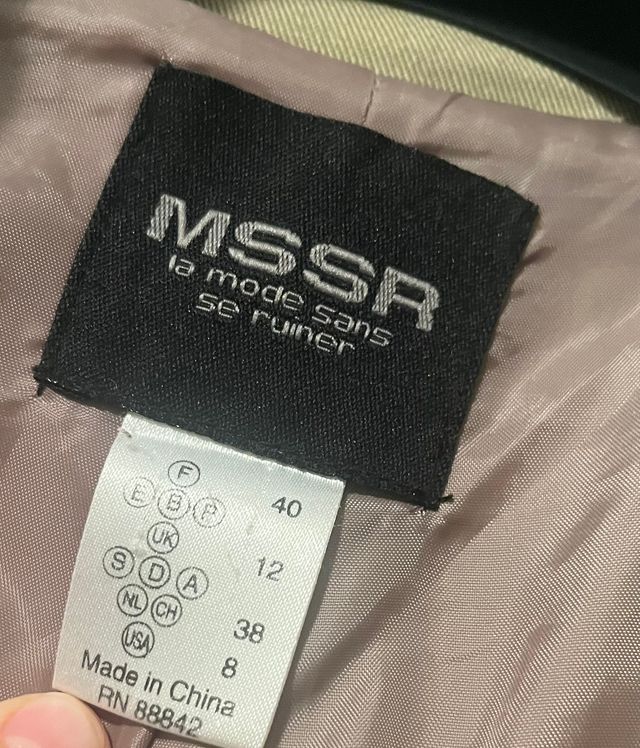 MSSR
la mode sans
se ruiner
F
E B P 40
UK 12
S D A
NL CH 38
USA 8
Made in China
RN 88842